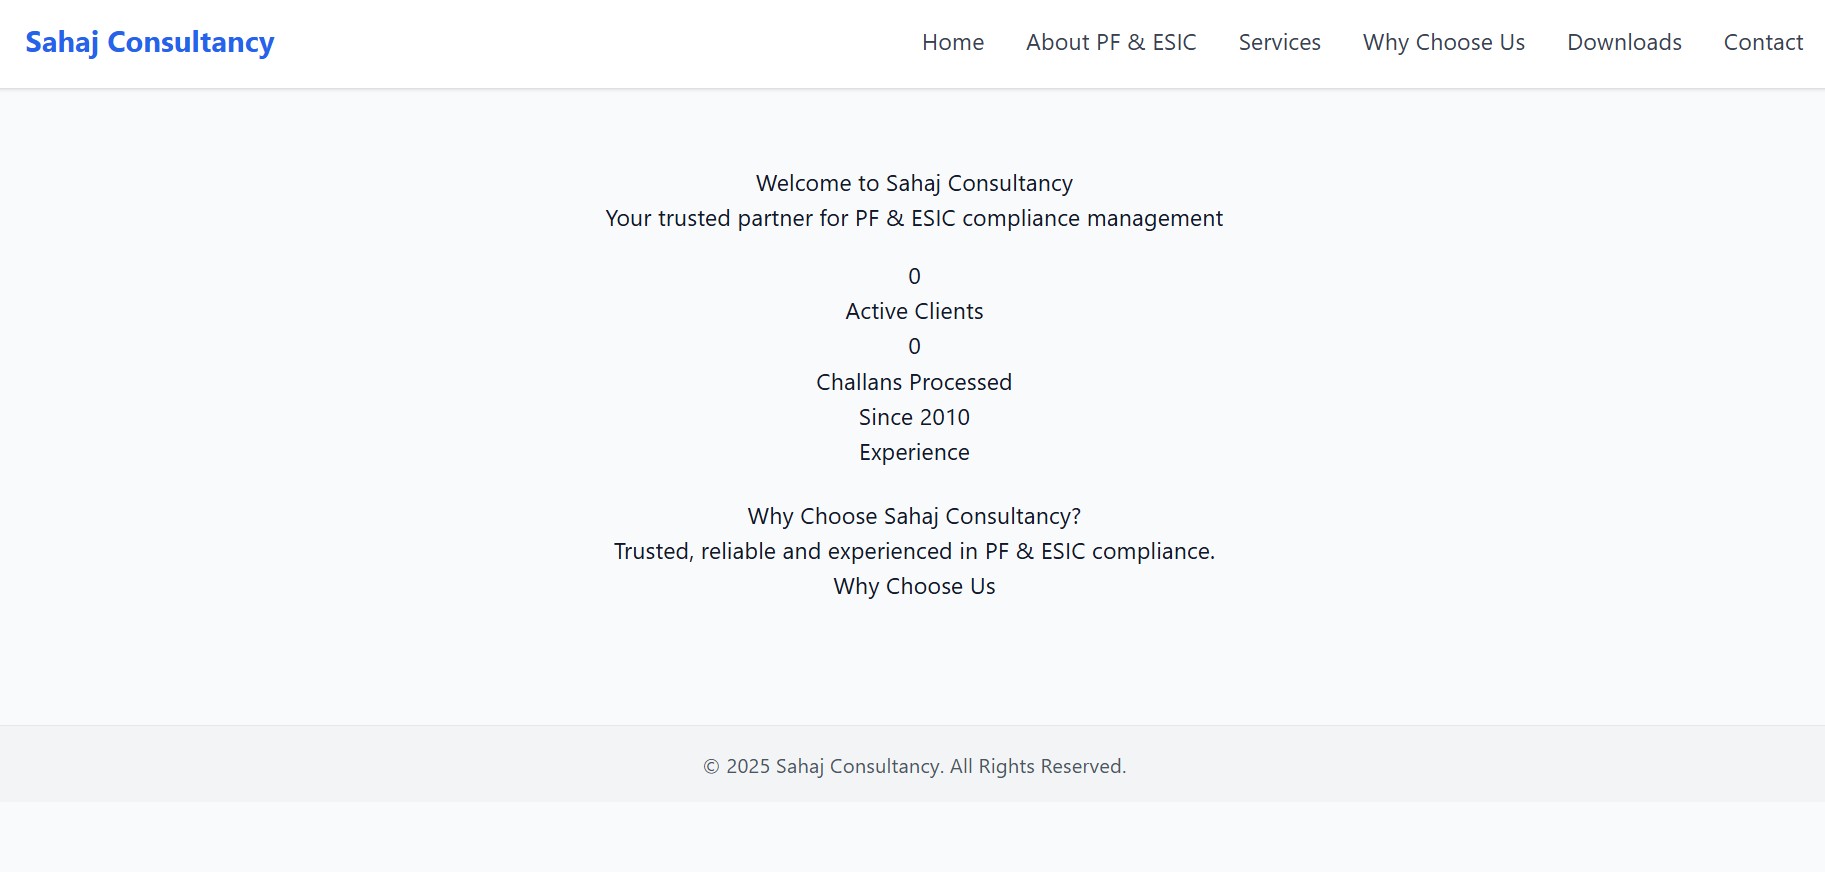 Sahaj Consultancy
Home About PF & ESIC Services Why Choose Us Downloads Contact
Welcome to Sahaj Consultancy
Your trusted partner for PF & ESIC compliance management
0
Active Clients
0
Challans Processed
Since 2010
Experience
Why Choose Sahaj Consultancy?
Trusted, reliable and experienced in PF & ESIC compliance.
Why Choose Us
© 2025 Sahaj Consultancy. All Rights Reserved.